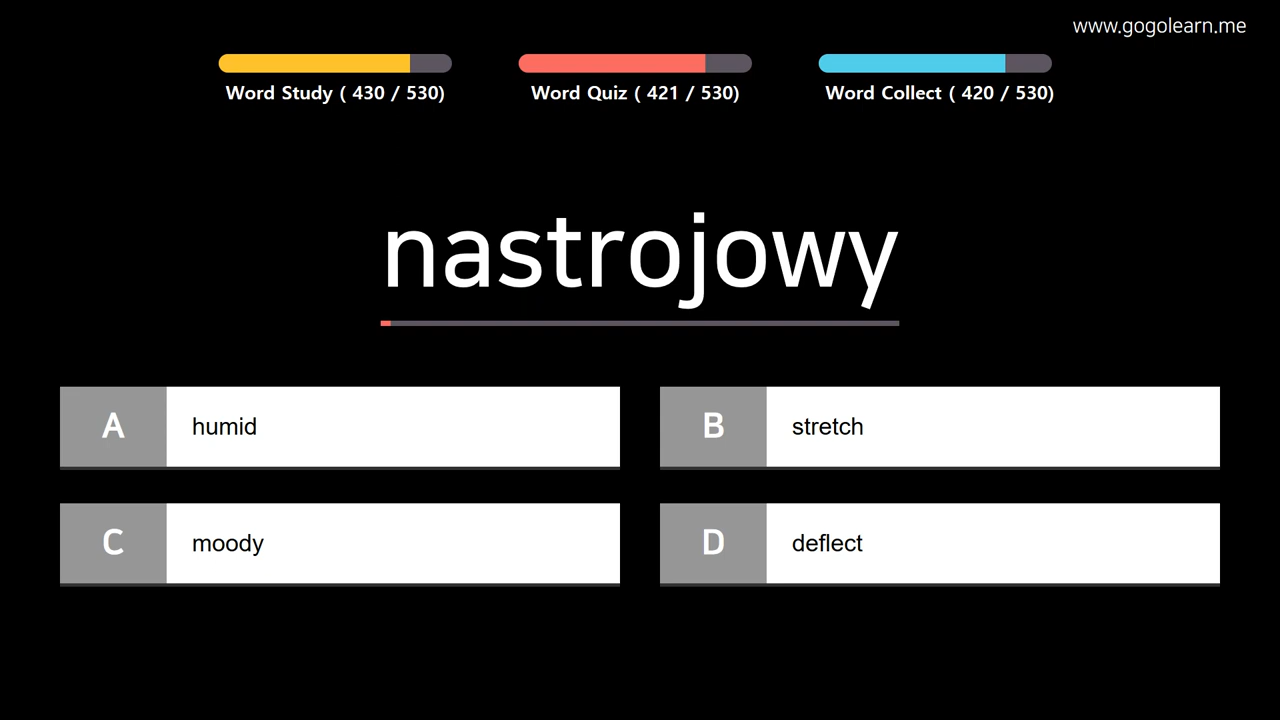 www.gogolearn.me
Word Study ( 430 / 530)
Word Quiz ( 421 / 530)
Word Collect ( 420 / 530)
nastrojowy
A humid
B stretch
C moody
D deflect